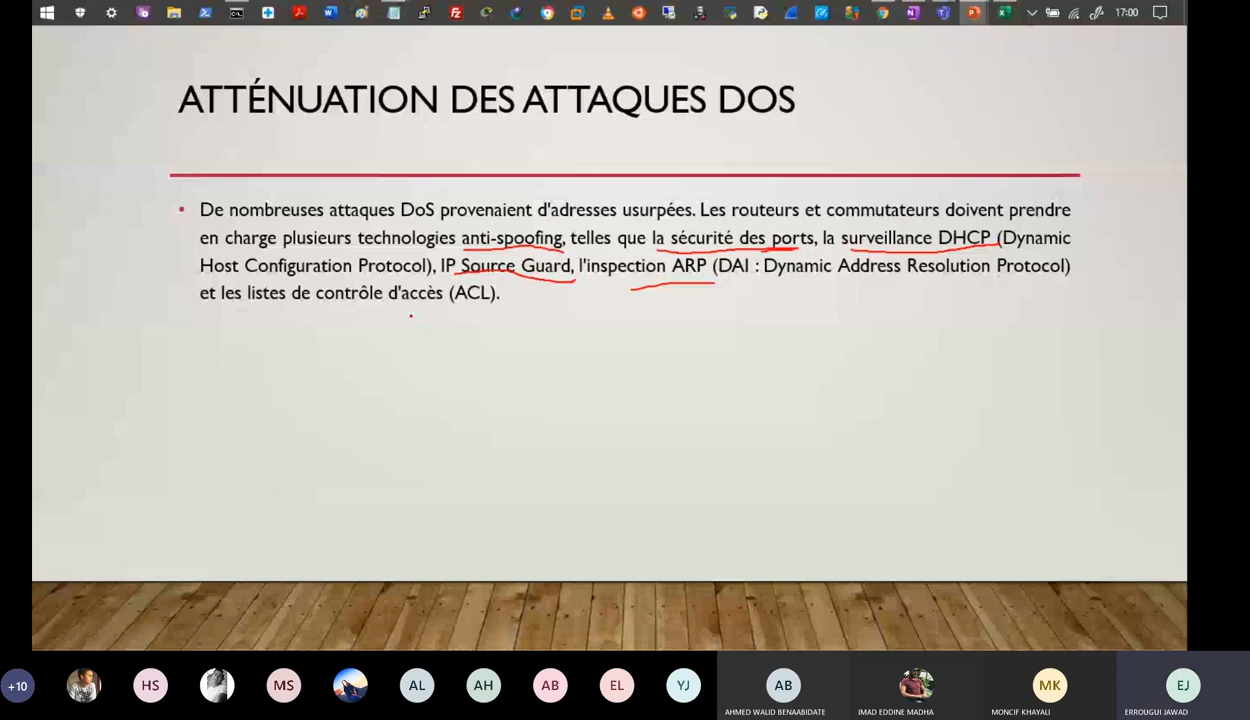 17:00
ATTÉNUATION DES ATTAQUES DOS
• De nombreuses attaques DoS provenaient d'adresses usurpées. Les routeurs et commutateurs doivent prendre
en charge plusieurs technologies anti-spoofing, telles que la sécurité des ports, la surveillance DHCP (Dynamic
Host Configuration Protocol), IP Source Guard, l'inspection ARP (DAI : Dynamic Address Resolution Protocol)
et les listes de contrôle d'accès (ACL).
+10 HS MS AL AH AB EL YJ AB MK EJ
AHMED WALID BENAABIDATE IMAD EDDINE MADHA MONCIF KHAYALI ERROUGUI JAWAD